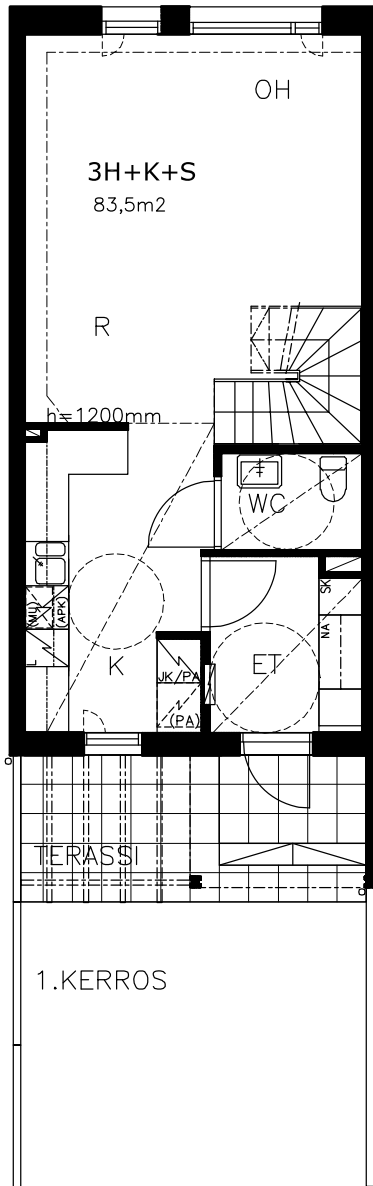 OH
3H+K+S
83,5m2
R
h=1200mm
WC
(MU)
(APK)
SK
NA
L
K
JK/PA
ET
(PA)
TERASSI
1.KERROS